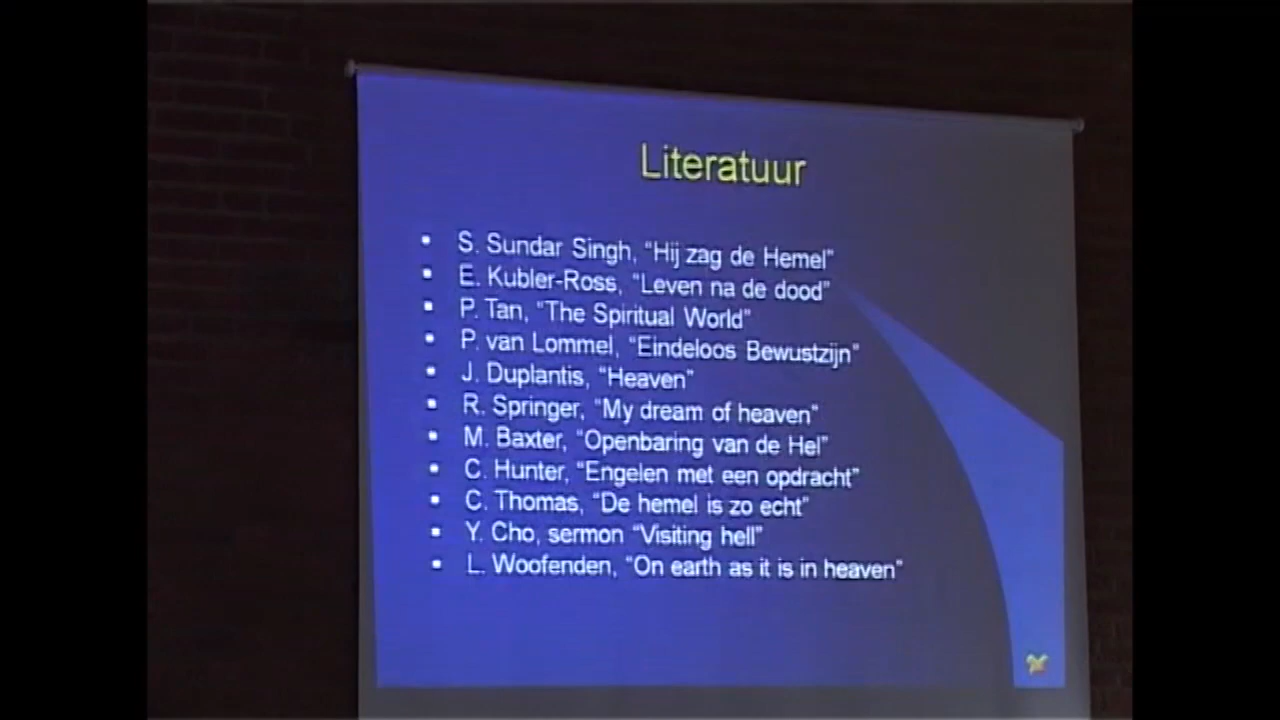 Literatuur
▪ S. Sundar Singh, “Hij zag de Hemel”
▪ E. Kubler-Ross, “Leven na de dood”
▪ P. Tan, “The Spiritual World”
▪ P. van Lommel, “Eindeloos Bewustzijn”
▪ J. Duplantis, “Heaven”
▪ R. Springer, “My dream of heaven”
▪ M. Baxter, “Openbaring van de Hel”
▪ C. Hunter, “Engelen met een opdracht”
▪ C. Thomas, “De hemel is zo echt”
▪ Y. Cho, sermon “Visiting hell”
▪ L. Woofenden, “On earth as it is in heaven”